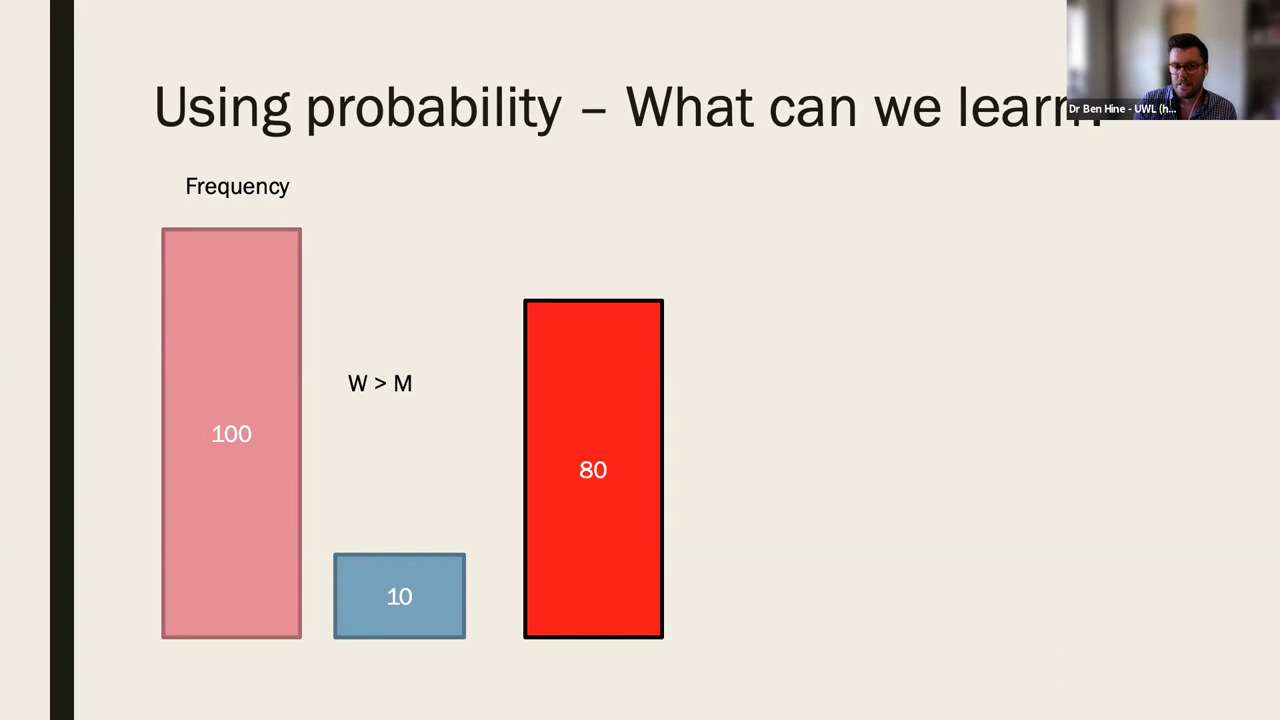 Using probability – What can we learn
Dr Ben Hine - UWL (h...
Frequency
W > M
100
80
10